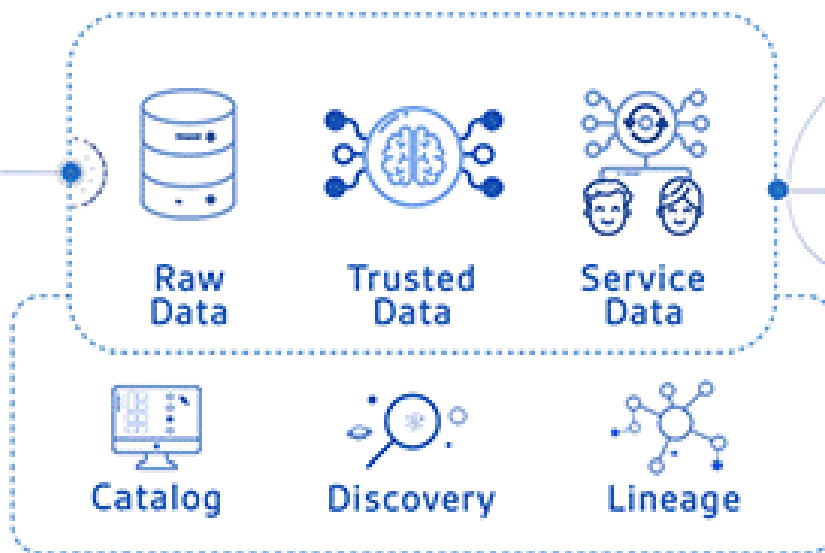 Raw
Data
Trusted
Data
Service
Data
Catalog
Discovery
Lineage